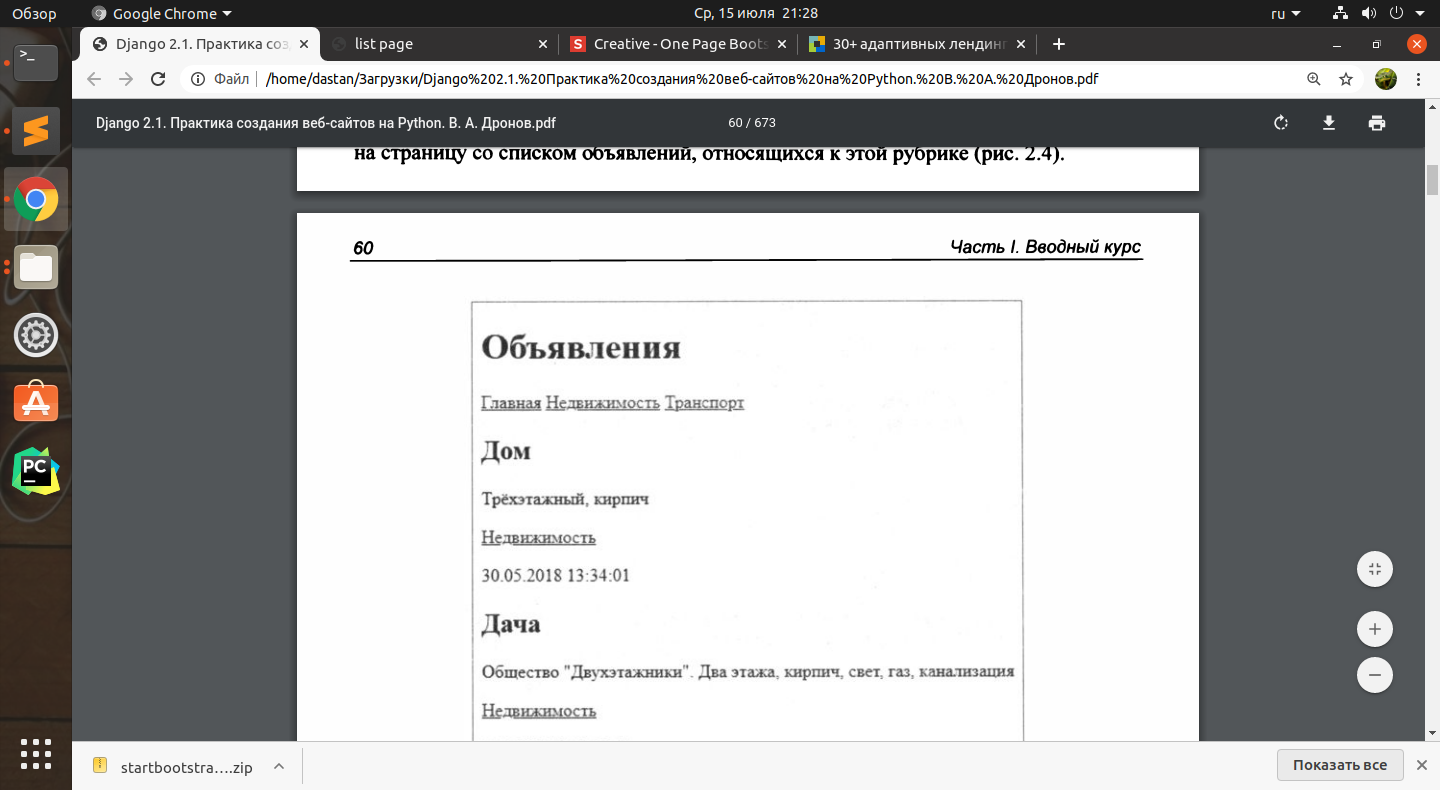 Обзор
Google Chrome
Ср, 15 июля 21:28
ru
Django 2.1. Практика соз
list page
Creative - One Page Boots
30+ адаптивных лендинг
Файл
/home/dastan/Загрузки/Django%202.1.%20Практика%20создания%20веб-сайтов%20на%20Python.%20В.%20А.%20Дронов.pdf
Django 2.1. Практика создания веб-сайтов на Python. В. А. Дронов.pdf
60 / 673
на страницу со списком объявлений, относящихся к этой рубрике (рис. 2.4).
60
Часть I. Вводный курс
Объявления
Главная Недвижимость Транспорт
Дом
Трёхэтажный, кирпич
Недвижимость
30.05.2018 13:34:01
Дача
Общество "Двухэтажники". Два этажа, кирпич, свет, газ, канализация
Недвижимость
PC
startbootstra....zip
Показать все